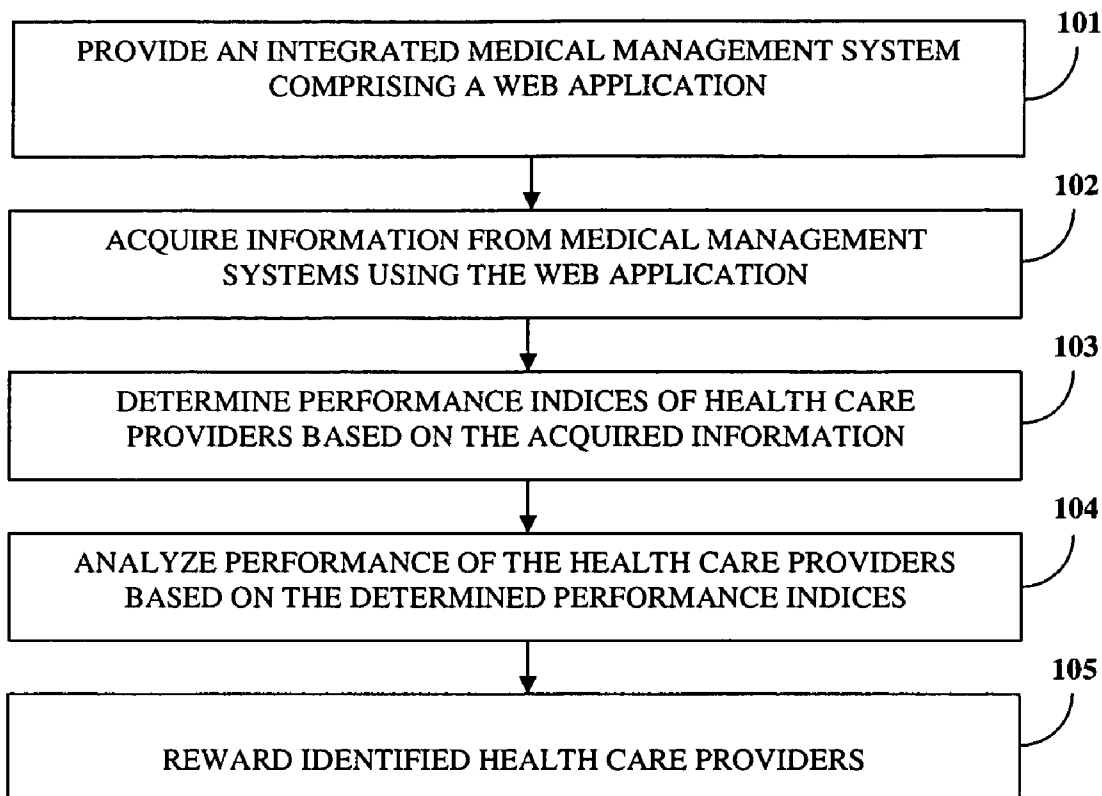 101
PROVIDE AN INTEGRATED MEDICAL MANAGEMENT SYSTEM
COMPRISING A WEB APPLICATION
102
ACQUIRE INFORMATION FROM MEDICAL MANAGEMENT
SYSTEMS USING THE WEB APPLICATION
103
DETERMINE PERFORMANCE INDICES OF HEALTH CARE
PROVIDERS BASED ON THE ACQUIRED INFORMATION
104
ANALYZE PERFORMANCE OF THE HEALTH CARE PROVIDERS
BASED ON THE DETERMINED PERFORMANCE INDICES
105
REWARD IDENTIFIED HEALTH CARE PROVIDERS